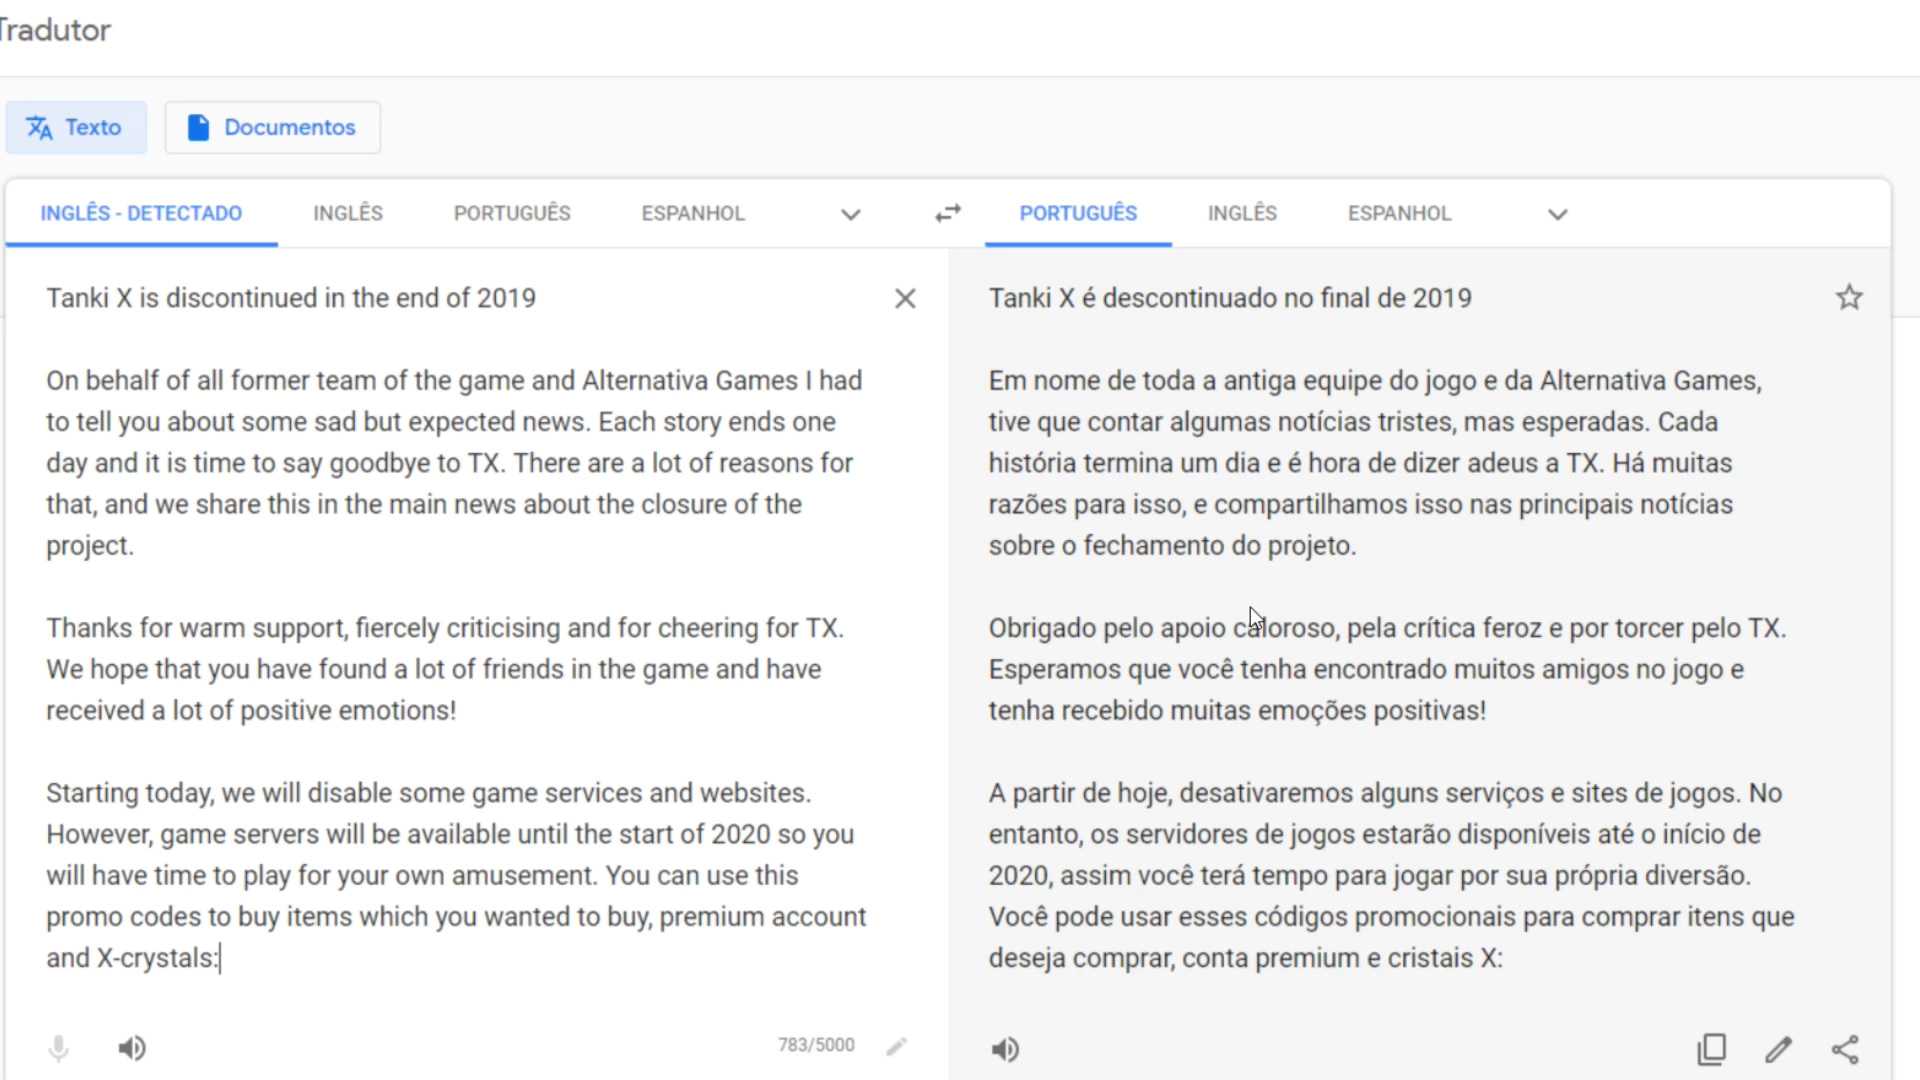 Tradutor
Texto
Documentos
INGLÊS - DETECTADO
INGLÊS
PORTUGUÊS
ESPANHOL
PORTUGUÊS
INGLÊS
ESPANHOL
Tanki X is discontinued in the end of 2019
On behalf of all former team of the game and Alternativa Games I had
to tell you about some sad but expected news. Each story ends one
day and it is time to say goodbye to TX. There are a lot of reasons for
that, and we share this in the main news about the closure of the
project.
Thanks for warm support, fiercely criticising and for cheering for TX.
We hope that you have found a lot of friends in the game and have
received a lot of positive emotions!
Starting today, we will disable some game services and websites.
However, game servers will be available until the start of 2020 so you
will have time to play for your own amusement. You can use this
promo codes to buy items which you wanted to buy, premium account
and X-crystals:
783/5000
Tanki X é descontinuado no final de 2019
Em nome de toda a antiga equipe do jogo e da Alternativa Games,
tive que contar algumas notícias tristes, mas esperadas. Cada
história termina um dia e é hora de dizer adeus a TX. Há muitas
razões para isso, e compartilhamos isso nas principais notícias
sobre o fechamento do projeto.
Obrigado pelo apoio caloroso, pela crítica feroz e por torcer pelo TX.
Esperamos que você tenha encontrado muitos amigos no jogo e
tenha recebido muitas emoções positivas!
A partir de hoje, desativaremos alguns serviços e sites de jogos. No
entanto, os servidores de jogos estarão disponíveis até o início de
2020, assim você terá tempo para jogar por sua própria diversão.
Você pode usar esses códigos promocionais para comprar itens que
deseja comprar, conta premium e cristais X: